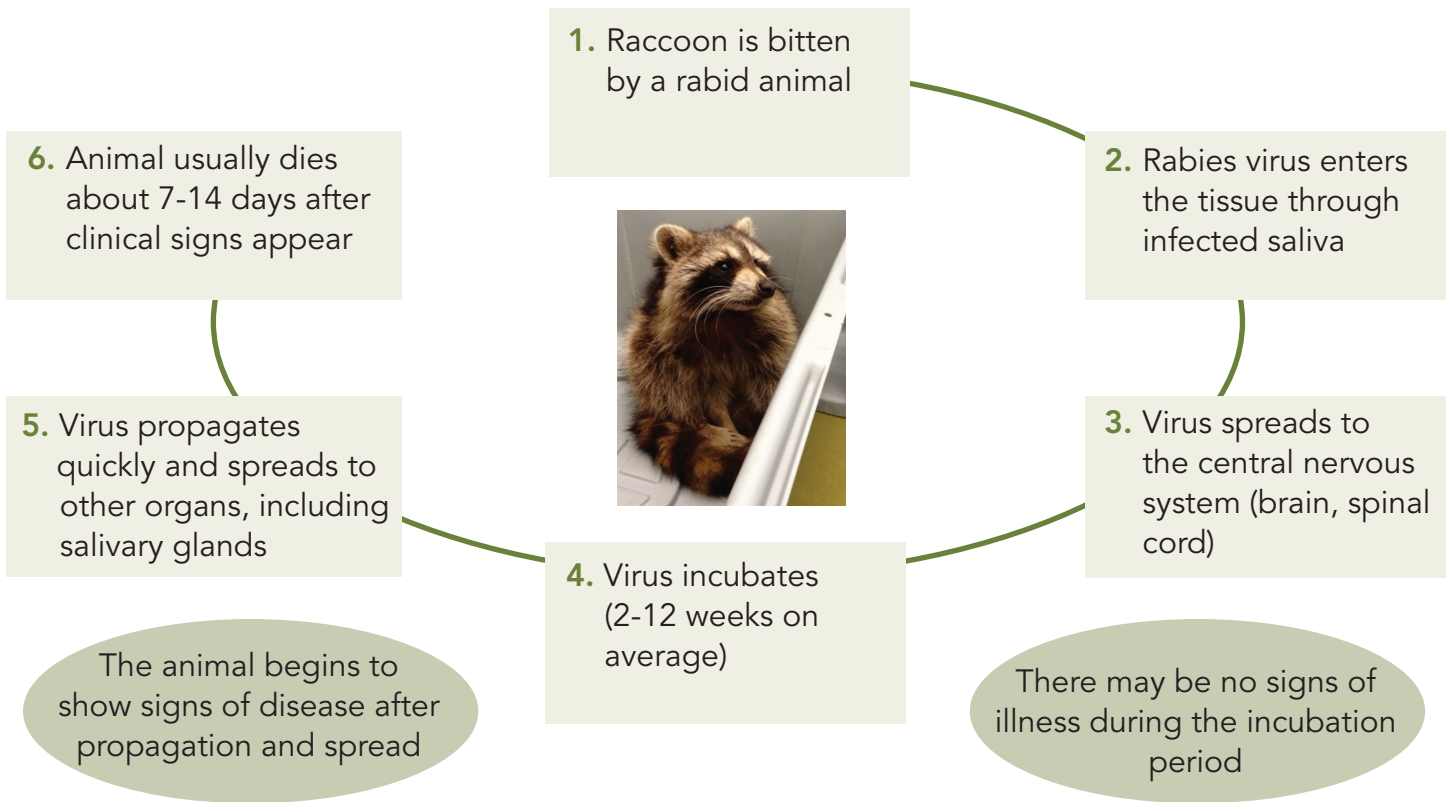 1. Raccoon is bitten
by a rabid animal
2. Rabies virus enters
the tissue through
infected saliva
3. Virus spreads to
the central nervous
system (brain, spinal
cord)
4. Virus incubates
(2-12 weeks on
average)
5. Virus propagates
quickly and spreads to
other organs, including
salivary glands
6. Animal usually dies
about 7-14 days after
clinical signs appear
The animal begins to
show signs of disease after
propagation and spread
There may be no signs of
illness during the incubation
period